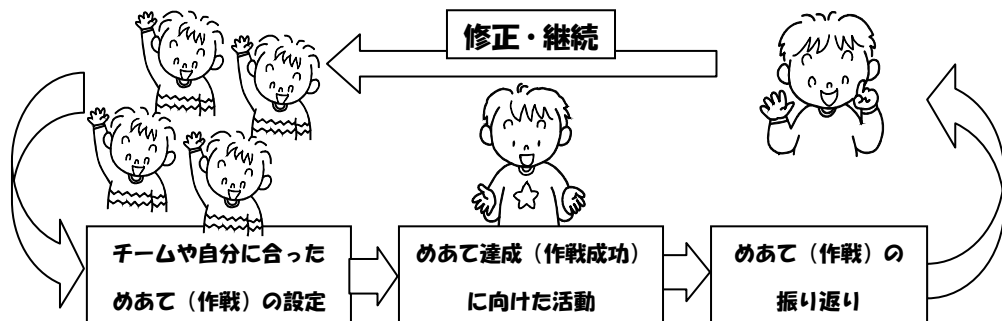 修正・継続
チームや自分に合った
めあて(作戦)の設定
めあて達成(作戦成功)
に向けた活動
めあて(作戦)の
振り返り